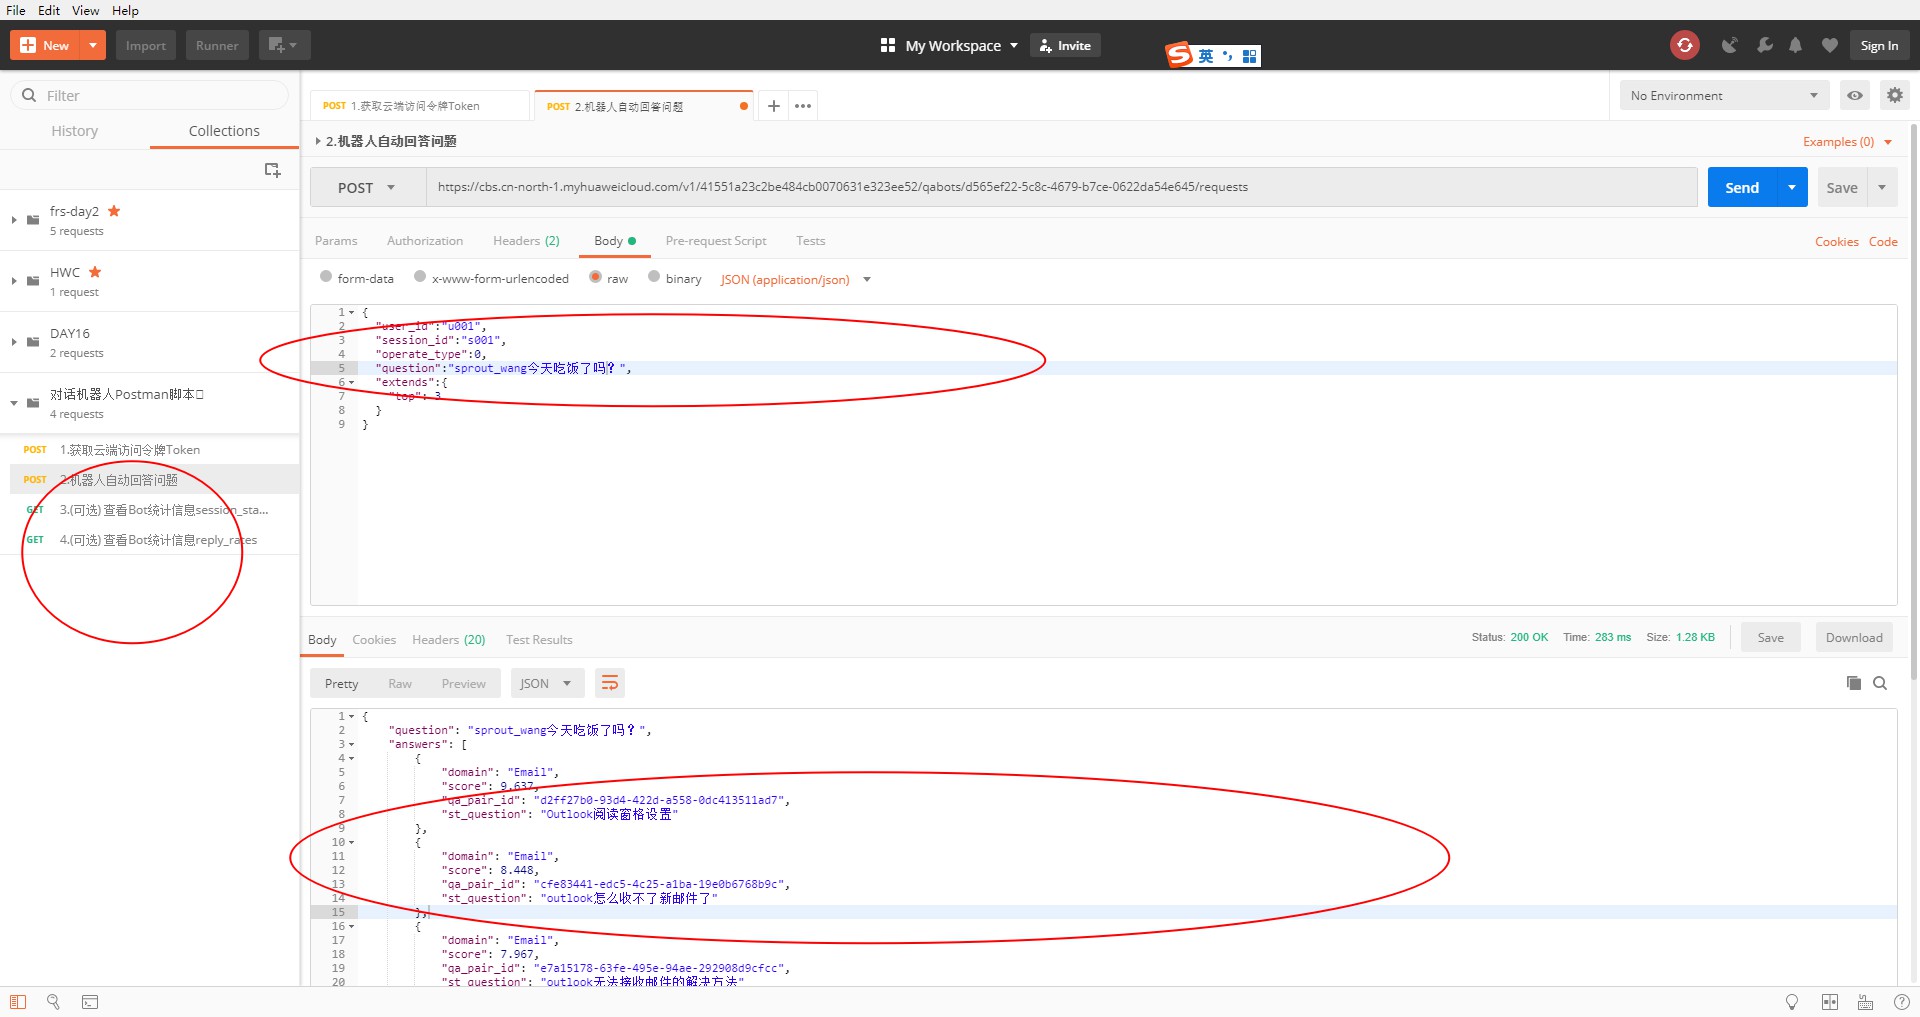 File Edit View Help
New Import Runner My Workspace Invite 英 Sign In
Filter
History Collections
frs-day2
5 requests
HWC
1 request
DAY16
2 requests
对话机器人Postman脚本
4 requests
POST 1.获取云端访问令牌Token
POST 2.机器人自动回答问题
GET 3.(可选) 查看Bot统计信息session_sta...
GET 4.(可选) 查看Bot统计信息reply_rates
POST 1.获取云端访问令牌Token POST 2.机器人自动回答问题 + ••• No Environment
2.机器人自动回答问题 Examples (0)
POST https://cbs.cn-north-1.myhuaweicloud.com/v1/41551a23c2be484cb0070631e323ee52/qabots/d565ef22-5c8c-4679-b7ce-0622da54e645/requests Send Save
Params Authorization Headers (2) Body Pre-request Script Tests Cookies Code
form-data x-www-form-urlencoded raw binary JSON (application/json)
1 {
2 "user_id":"u001",
3 "session_id":"s001",
4 "operate_type":0,
5 "question":"sprout_wang今天吃饭了吗？",
6 "extends":{
7 "top": 3
8 }
9 }
Body Cookies Headers (20) Test Results Status: 200 OK Time: 283 ms Size: 1.28 KB Save Download
Pretty Raw Preview JSON
1 {
2 "question": "sprout_wang今天吃饭了吗？",
3 "answers": [
4 {
5 "domain": "Email",
6 "score": 9.637,
7 "qa_pair_id": "d2ff27b0-93d4-422d-a558-0dc413511ad7",
8 "st_question": "Outlook阅读窗格设置"
9 },
10 {
11 "domain": "Email",
12 "score": 8.448,
13 "qa_pair_id": "cfe83441-edc5-4c25-a1ba-19e0b6768b9c",
14 "st_question": "outlook怎么收不了新邮件了"
15 },
16 {
17 "domain": "Email",
18 "score": 7.967,
19 "qa_pair_id": "e7a15178-63fe-495e-94ae-292908d9cfcc",
20 "st_question": "outlook无法接收邮件的解决方法"